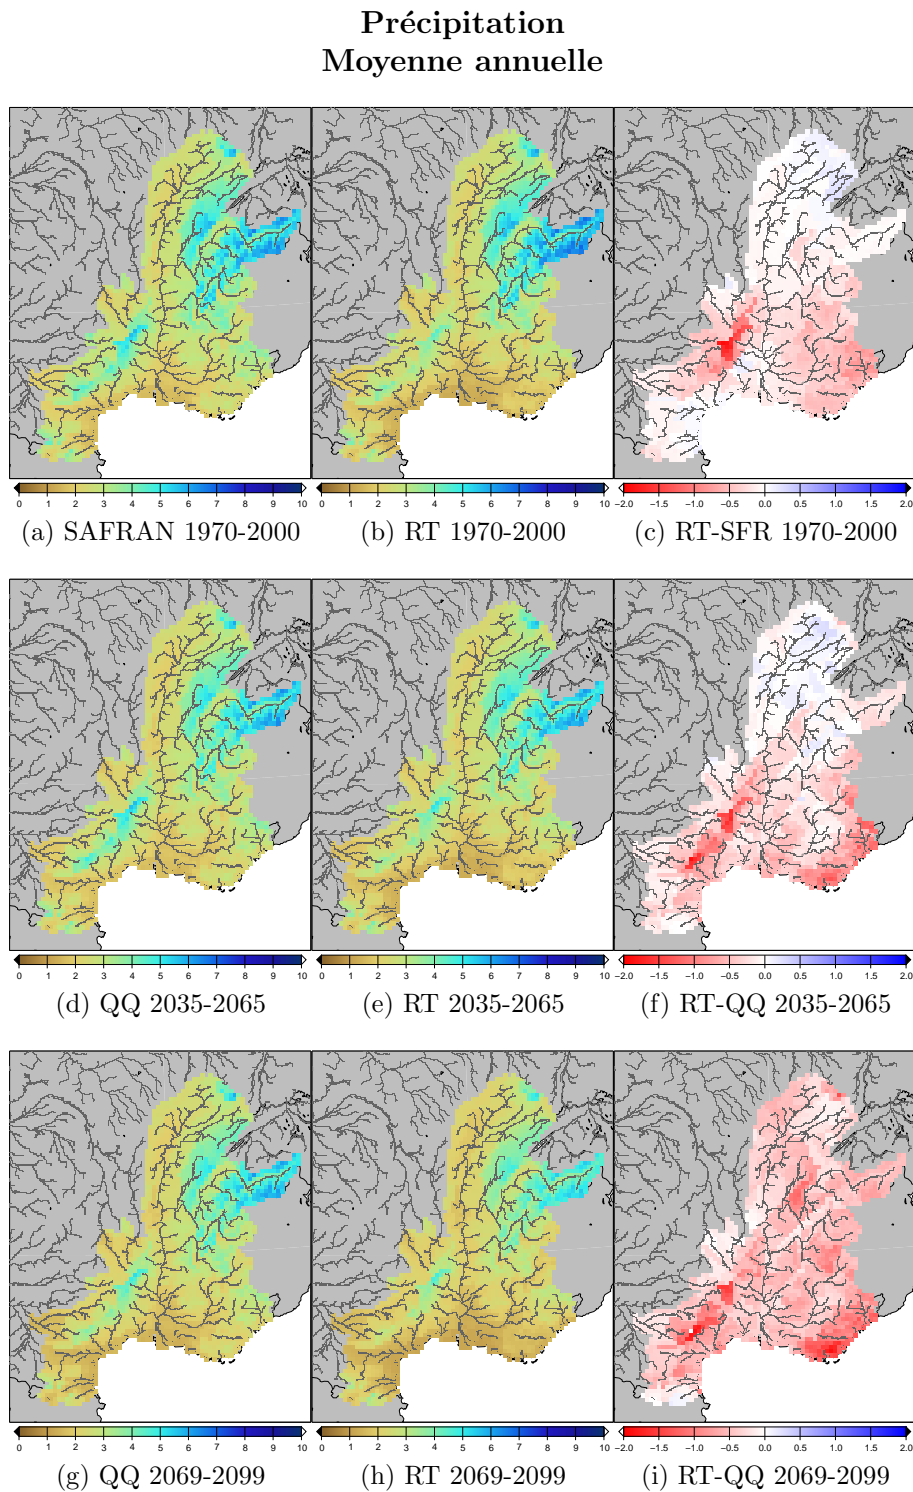 Précipitation
Moyenne annuelle
0 1 2 3 4 5 6 7 8 9 10
0 1 2 3 4 5 6 7 8 9 10
−2.0 −1.5 −1.0 −0.5 0.0 0.5 1.0 1.5 2.0
(a) SAFRAN 1970-2000
(b) RT 1970-2000
(c) RT-SFR 1970-2000
0 1 2 3 4 5 6 7 8 9 10
0 1 2 3 4 5 6 7 8 9 10
−2.0 −1.5 −1.0 −0.5 0.0 0.5 1.0 1.5 2.0
(d) QQ 2035-2065
(e) RT 2035-2065
(f) RT-QQ 2035-2065
0 1 2 3 4 5 6 7 8 9 10
0 1 2 3 4 5 6 7 8 9 10
−2.0 −1.5 −1.0 −0.5 0.0 0.5 1.0 1.5 2.0
(g) QQ 2069-2099
(h) RT 2069-2099
(i) RT-QQ 2069-2099